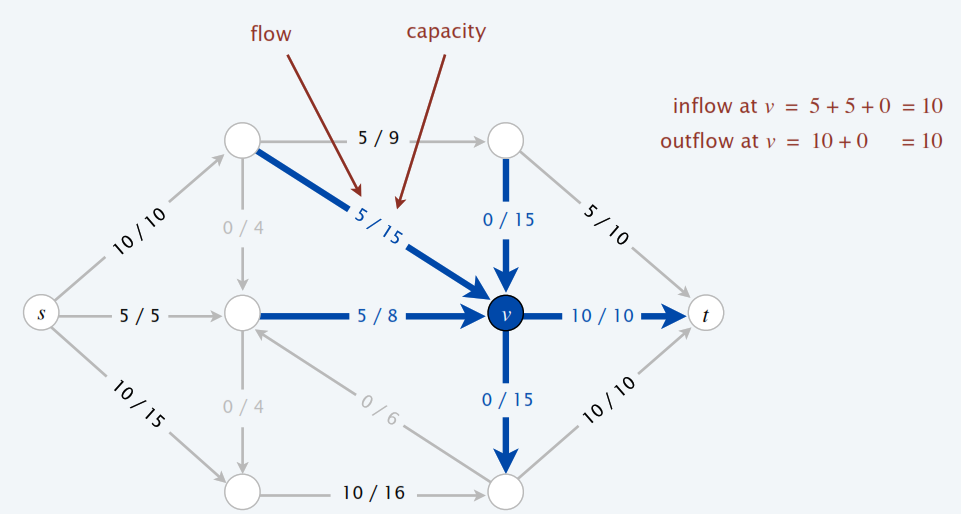 flow
capacity
inflow at v = 5 + 5 + 0 = 10
outflow at v = 10 + 0 = 10
5 / 9
10 / 10
0 / 4
5 / 15
0 / 15
5 / 10
s
5 / 5
5 / 8
v
10 / 10
t
10 / 15
0 / 4
0 / 6
0 / 15
10 / 10
10 / 16